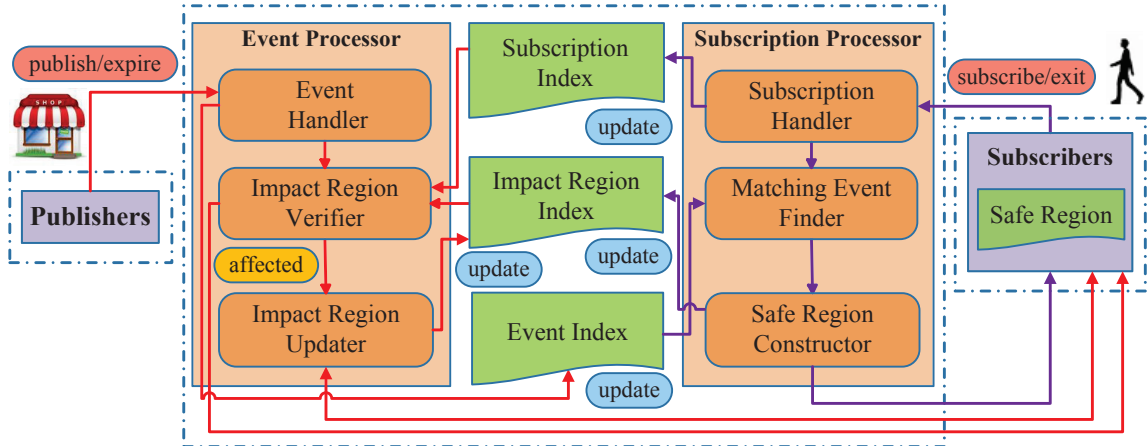 Event Processor
Subscription Processor
publish/expire
SHOP
Publishers
Event
Handler
Impact Region
Verifier
affected
Impact Region
Updater
Subscription
Index
update
Impact Region
Index
update
update
Event Index
update
Subscription
Handler
Matching Event
Finder
Safe Region
Constructor
subscribe/exit
Subscribers
Safe Region